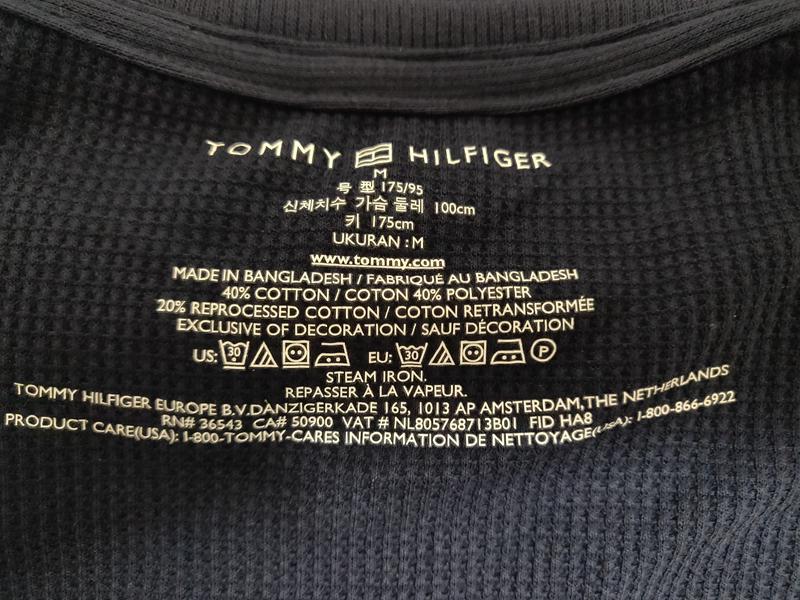 TOMMY HILFIGER
M
号型 175/95
신체치수 가슴 둘레 100cm
키 175cm
UKURAN : M
www.tommy.com
MADE IN BANGLADESH / FABRIQUÉ AU BANGLADESH
40% COTTON / COTON 40% POLYESTER
20% REPROCESSED COTTON / COTON RETRANSFORMÉE
EXCLUSIVE OF DECORATION / SAUF DÉCORATION
US: 30 EU: 30 P
STEAM IRON.
REPASSER À LA VAPEUR.
TOMMY HILFIGER EUROPE B.V.DANZIGERKADE 165, 1013 AP AMSTERDAM,THE NETHERLANDS
RN# 36543 CA# 50900 VAT # NL805768713B01 FID HA8
PRODUCT CARE(USA): 1-800-TOMMY-CARES INFORMATION DE NETTOYAGE(USA): 1-800-866-6922